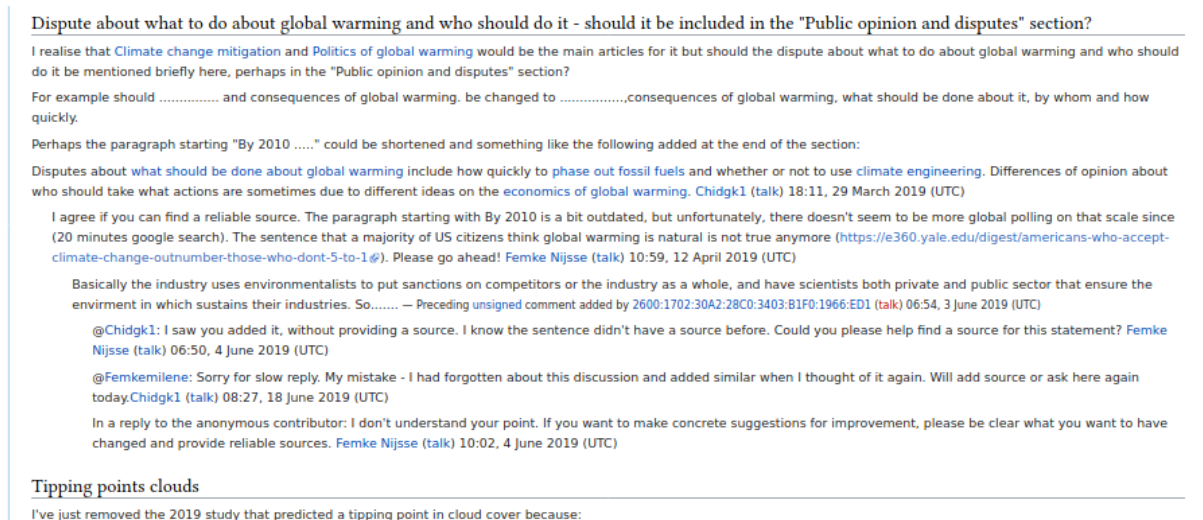 Dispute about what to do about global warming and who should do it - should it be included in the "Public opinion and disputes" section?
I realise that Climate change mitigation and Politics of global warming would be the main articles for it but should the dispute about what to do about global warming and who should
do it be mentioned briefly here, perhaps in the "Public opinion and disputes" section?
For example should ............... and consequences of global warming. be changed to ................,consequences of global warming, what should be done about it, by whom and how
quickly.
Perhaps the paragraph starting "By 2010 ....." could be shortened and something like the following added at the end of the section:
Disputes about what should be done about global warming include how quickly to phase out fossil fuels and whether or not to use climate engineering. Differences of opinion about
who should take what actions are sometimes due to different ideas on the economics of global warming. Chidgk1 (talk) 18:11, 29 March 2019 (UTC)
I agree if you can find a reliable source. The paragraph starting with By 2010 is a bit outdated, but unfortunately, there doesn't seem to be more global polling on that scale since
(20 minutes google search). The sentence that a majority of US citizens think global warming is natural is not true anymore (https://e360.yale.edu/digest/americans-who-accept-
climate-change-outnumber-those-who-dont-5-to-1). Please go ahead! Femke Nijsse (talk) 10:59, 12 April 2019 (UTC)
Basically the industry uses environmentalists to put sanctions on competitors or the industry as a whole, and have scientists both private and public sector that ensure the
envirment in which sustains their industries. So....... — Preceding unsigned comment added by 2600:1702:30A2:28C0:3403:B1F0:1966:ED1 (talk) 06:54, 3 June 2019 (UTC)
@Chidgk1: I saw you added it, without providing a source. I know the sentence didn't have a source before. Could you please help find a source for this statement? Femke
Nijsse (talk) 06:50, 4 June 2019 (UTC)
@Femkemilene: Sorry for slow reply. My mistake - I had forgotten about this discussion and added similar when I thought of it again. Will add source or ask here again
today.Chidgk1 (talk) 08:27, 18 June 2019 (UTC)
In a reply to the anonymous contributor: I don't understand your point. If you want to make concrete suggestions for improvement, please be clear what you want to have
changed and provide reliable sources. Femke Nijsse (talk) 10:02, 4 June 2019 (UTC)
Tipping points clouds
I've just removed the 2019 study that predicted a tipping point in cloud cover because: